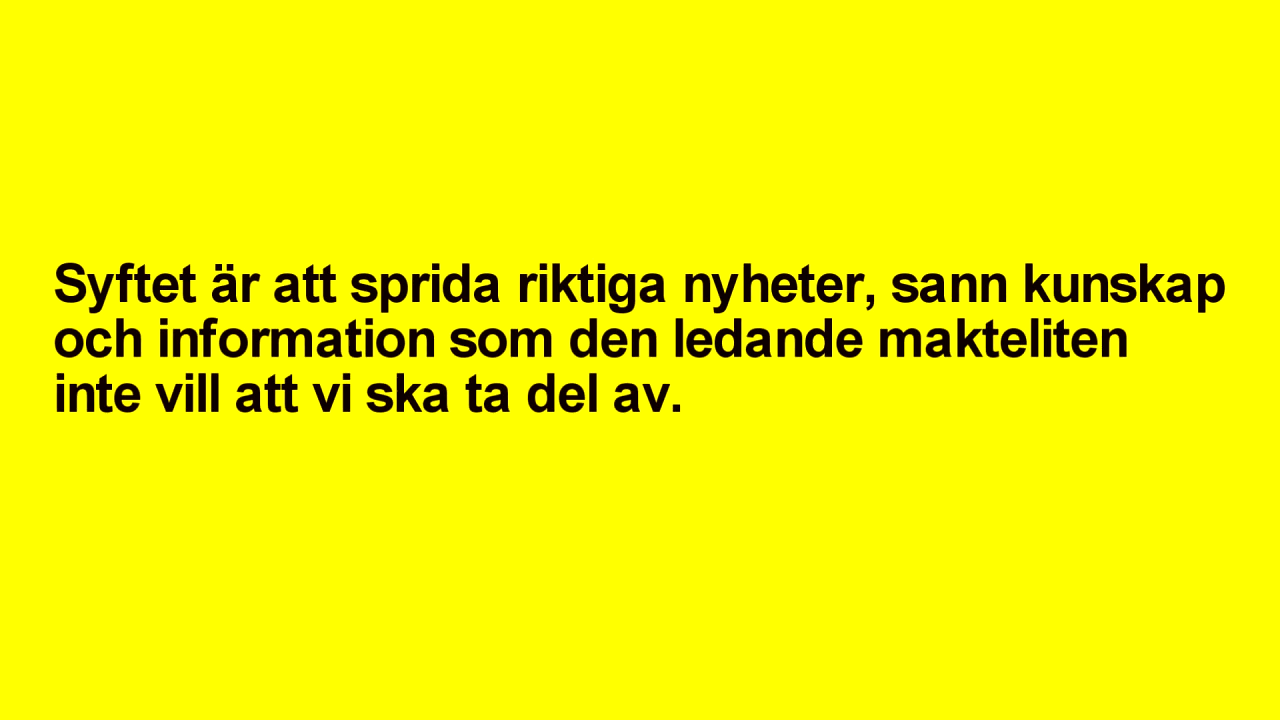 Syftet är att sprida riktiga nyheter, sann kunskap
och information som den ledande makteliten
inte vill att vi ska ta del av.